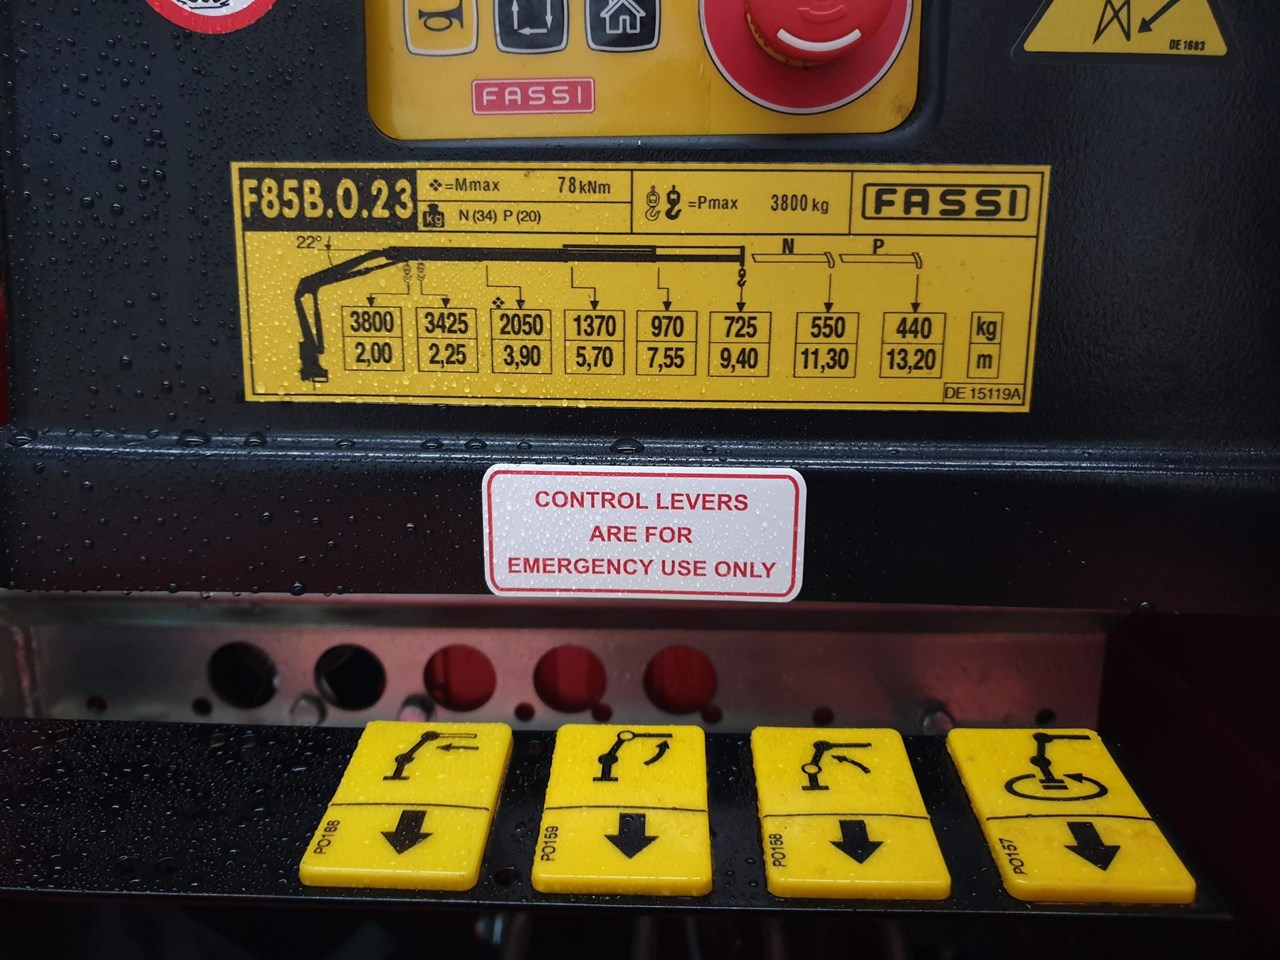 DE 1683
FASSI
F85B.0.23
=Mmax 78kNm
kg N (34) P (20)
=Pmax 3800 kg
FASSI
22°
N P
3800 3425 2050 1370 970 725 550 440 kg
2,00 2,25 3,90 5,70 7,55 9,40 11,30 13,20 m
DE 15119A
CONTROL LEVERS
ARE FOR
EMERGENCY USE ONLY
PO188
PO159
PO158
PO157